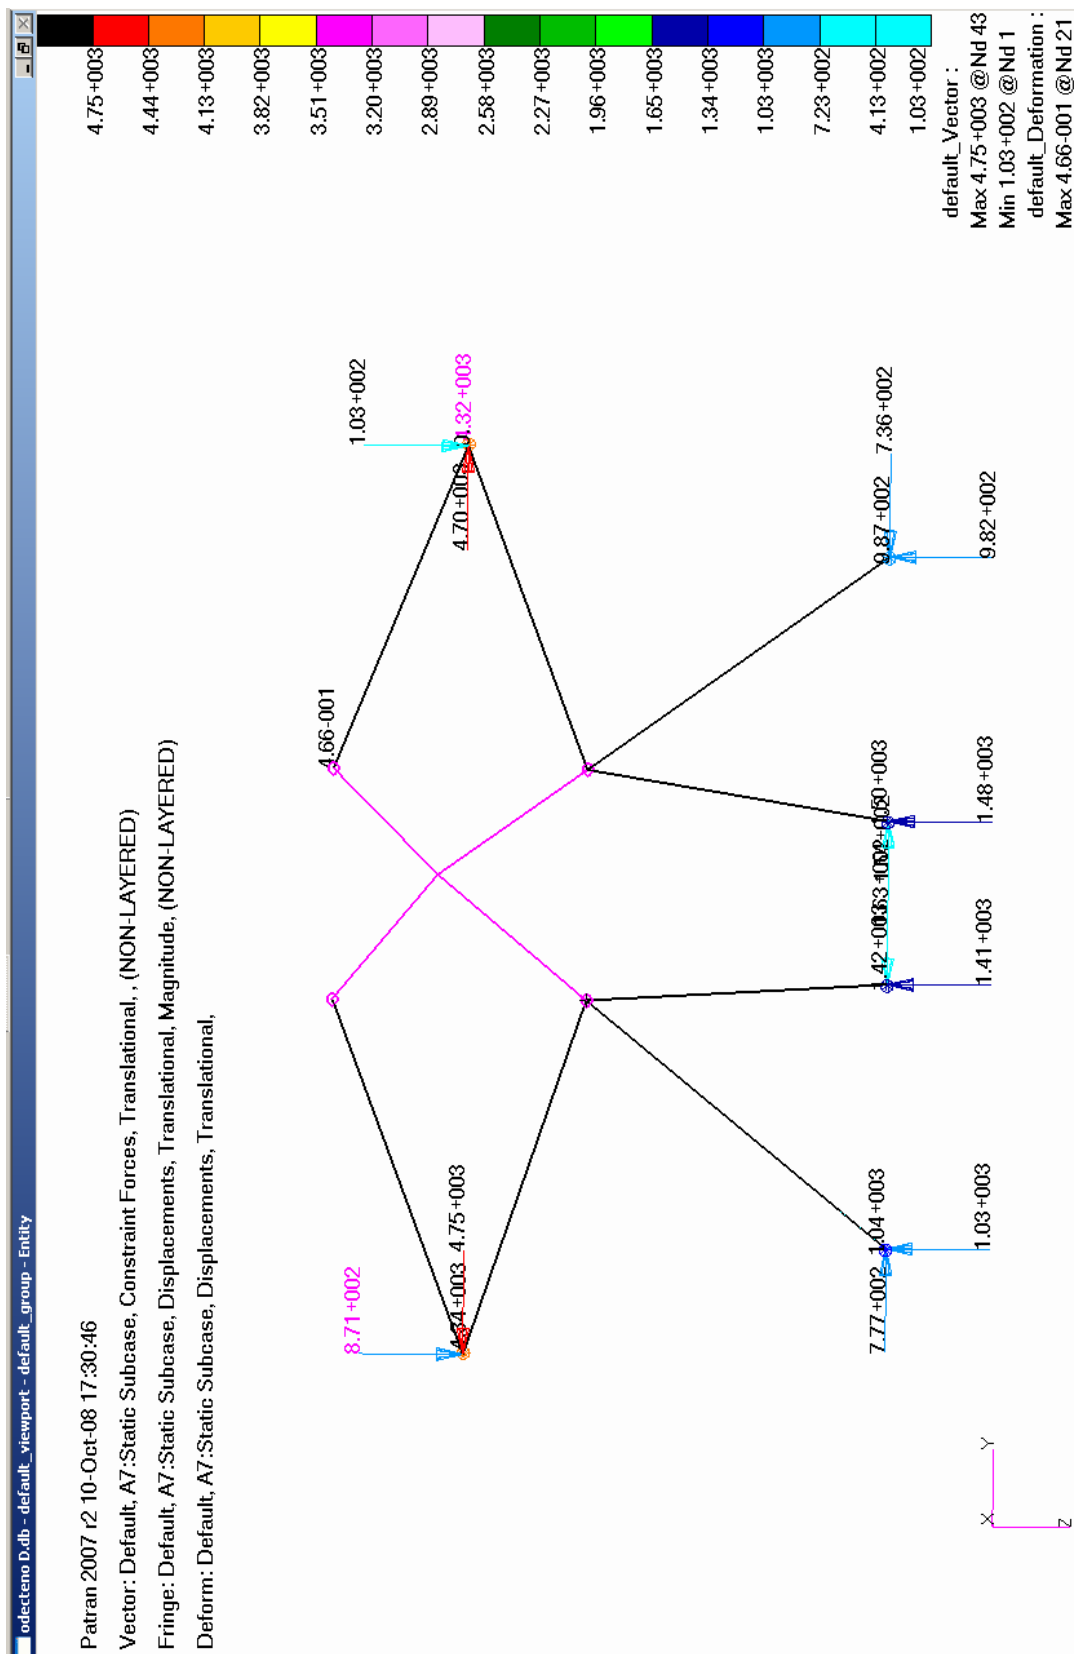 odecteno D.db - default_viewport - default_group - Entity
Patran 2007 r2 10-Oct-08 17:30:46
Vector: Default, A7:Static Subcase, Constraint Forces, Translational, , (NON-LAYERED)
Fringe: Default, A7:Static Subcase, Displacements, Translational, Magnitude, (NON-LAYERED)
Deform: Default, A7:Static Subcase, Displacements, Translational,
4.75+003
4.44+003
4.13+003
3.82+003
3.51+003
3.20+003
2.89+003
2.58+003
2.27+003
1.96+003
1.65+003
1.34+003
1.03+003
7.23+002
4.13+002
1.03+002
default_Vector :
Max 4.75+003 @Nd 43
Min 1.03+002 @Nd 1
default_Deformation :
Max 4.66-001 @Nd 21
4.66-001
8.71+002
1.03+002
4.75+003
4.70+003
7.77+002
1.04+003
9.87+002
7.36+002
1.03+003
1.41+003
1.48+003
9.82+002
X
Y
Z